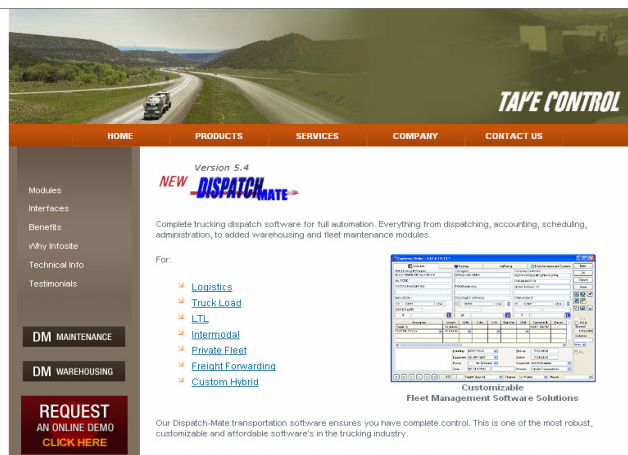 TAKE CONTROL
HOME PRODUCTS SERVICES COMPANY CONTACT US
Modules
Interfaces
Benefits
Why Infosite
Technical Info
Testimonials
DM MAINTENANCE
DM WAREHOUSING
REQUEST
AN ONLINE DEMO
CLICK HERE
Version 5.4
NEW DISPATCH MATE
Complete trucking dispatch software for full automation. Everything from dispatching, accounting, scheduling,
administration, to added warehousing and fleet maintenance modules.
For:
Logistics
Truck Load
LTL
Intermodal
Private Fleet
Freight Forwarding
Custom Hybrid
Customizable
Fleet Management Software Solutions
Our Dispatch-Mate transportation software ensures you have complete control. This is one of the most robust,
customizable and affordable software's in the trucking industry.